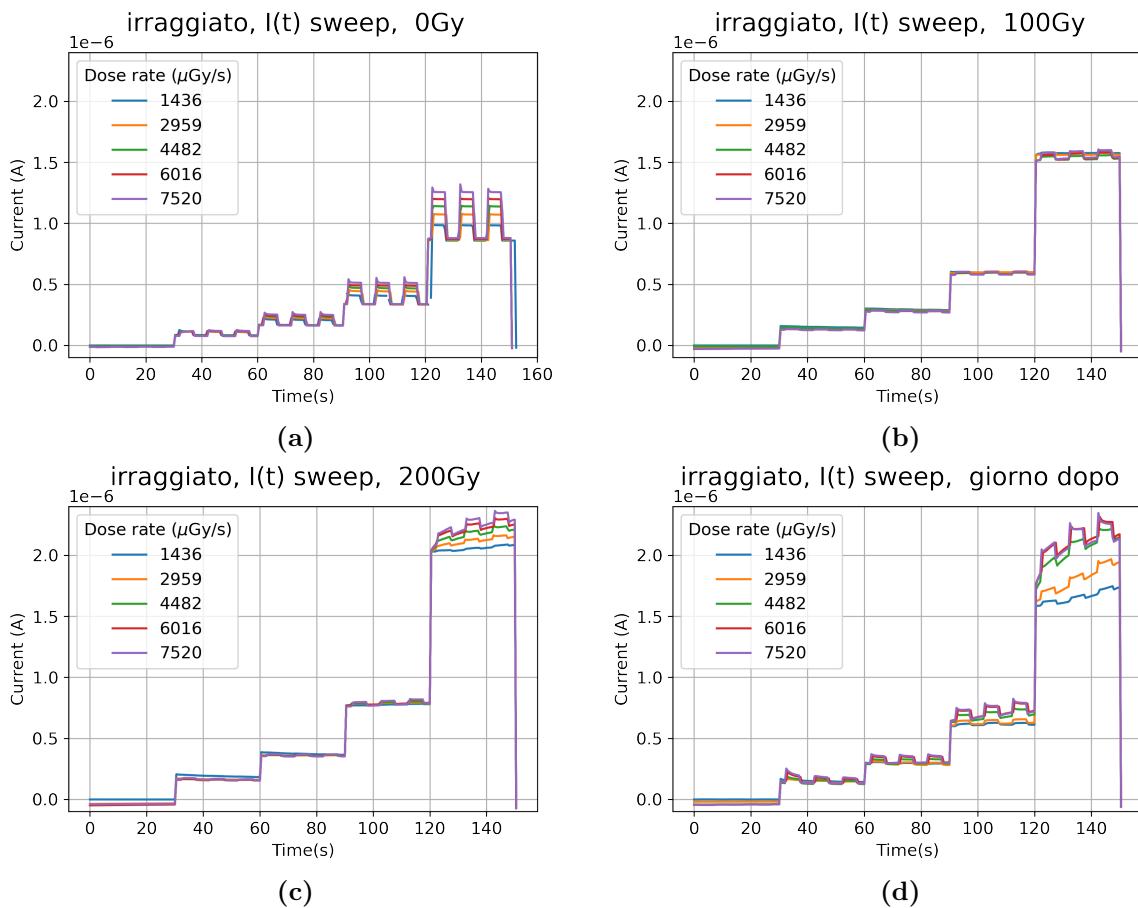 irraggiato, I(t) sweep,  0Gy
1e−6
Dose rate (μGy/s)
1436
2959
4482
6016
7520
Current (A)
2.0
1.5
1.0
0.5
0.0
0 20 40 60 80 100 120 140 160
Time(s)
(a)
irraggiato, I(t) sweep,  100Gy
1e−6
Dose rate (μGy/s)
1436
2959
4482
6016
7520
Current (A)
2.0
1.5
1.0
0.5
0.0
0 20 40 60 80 100 120 140
Time(s)
(b)
irraggiato, I(t) sweep,  200Gy
1e−6
Dose rate (μGy/s)
1436
2959
4482
6016
7520
Current (A)
2.0
1.5
1.0
0.5
0.0
0 20 40 60 80 100 120 140
Time(s)
(c)
irraggiato, I(t) sweep,  giorno dopo
1e−6
Dose rate (μGy/s)
1436
2959
4482
6016
7520
Current (A)
2.0
1.5
1.0
0.5
0.0
0 20 40 60 80 100 120 140
Time(s)
(d)